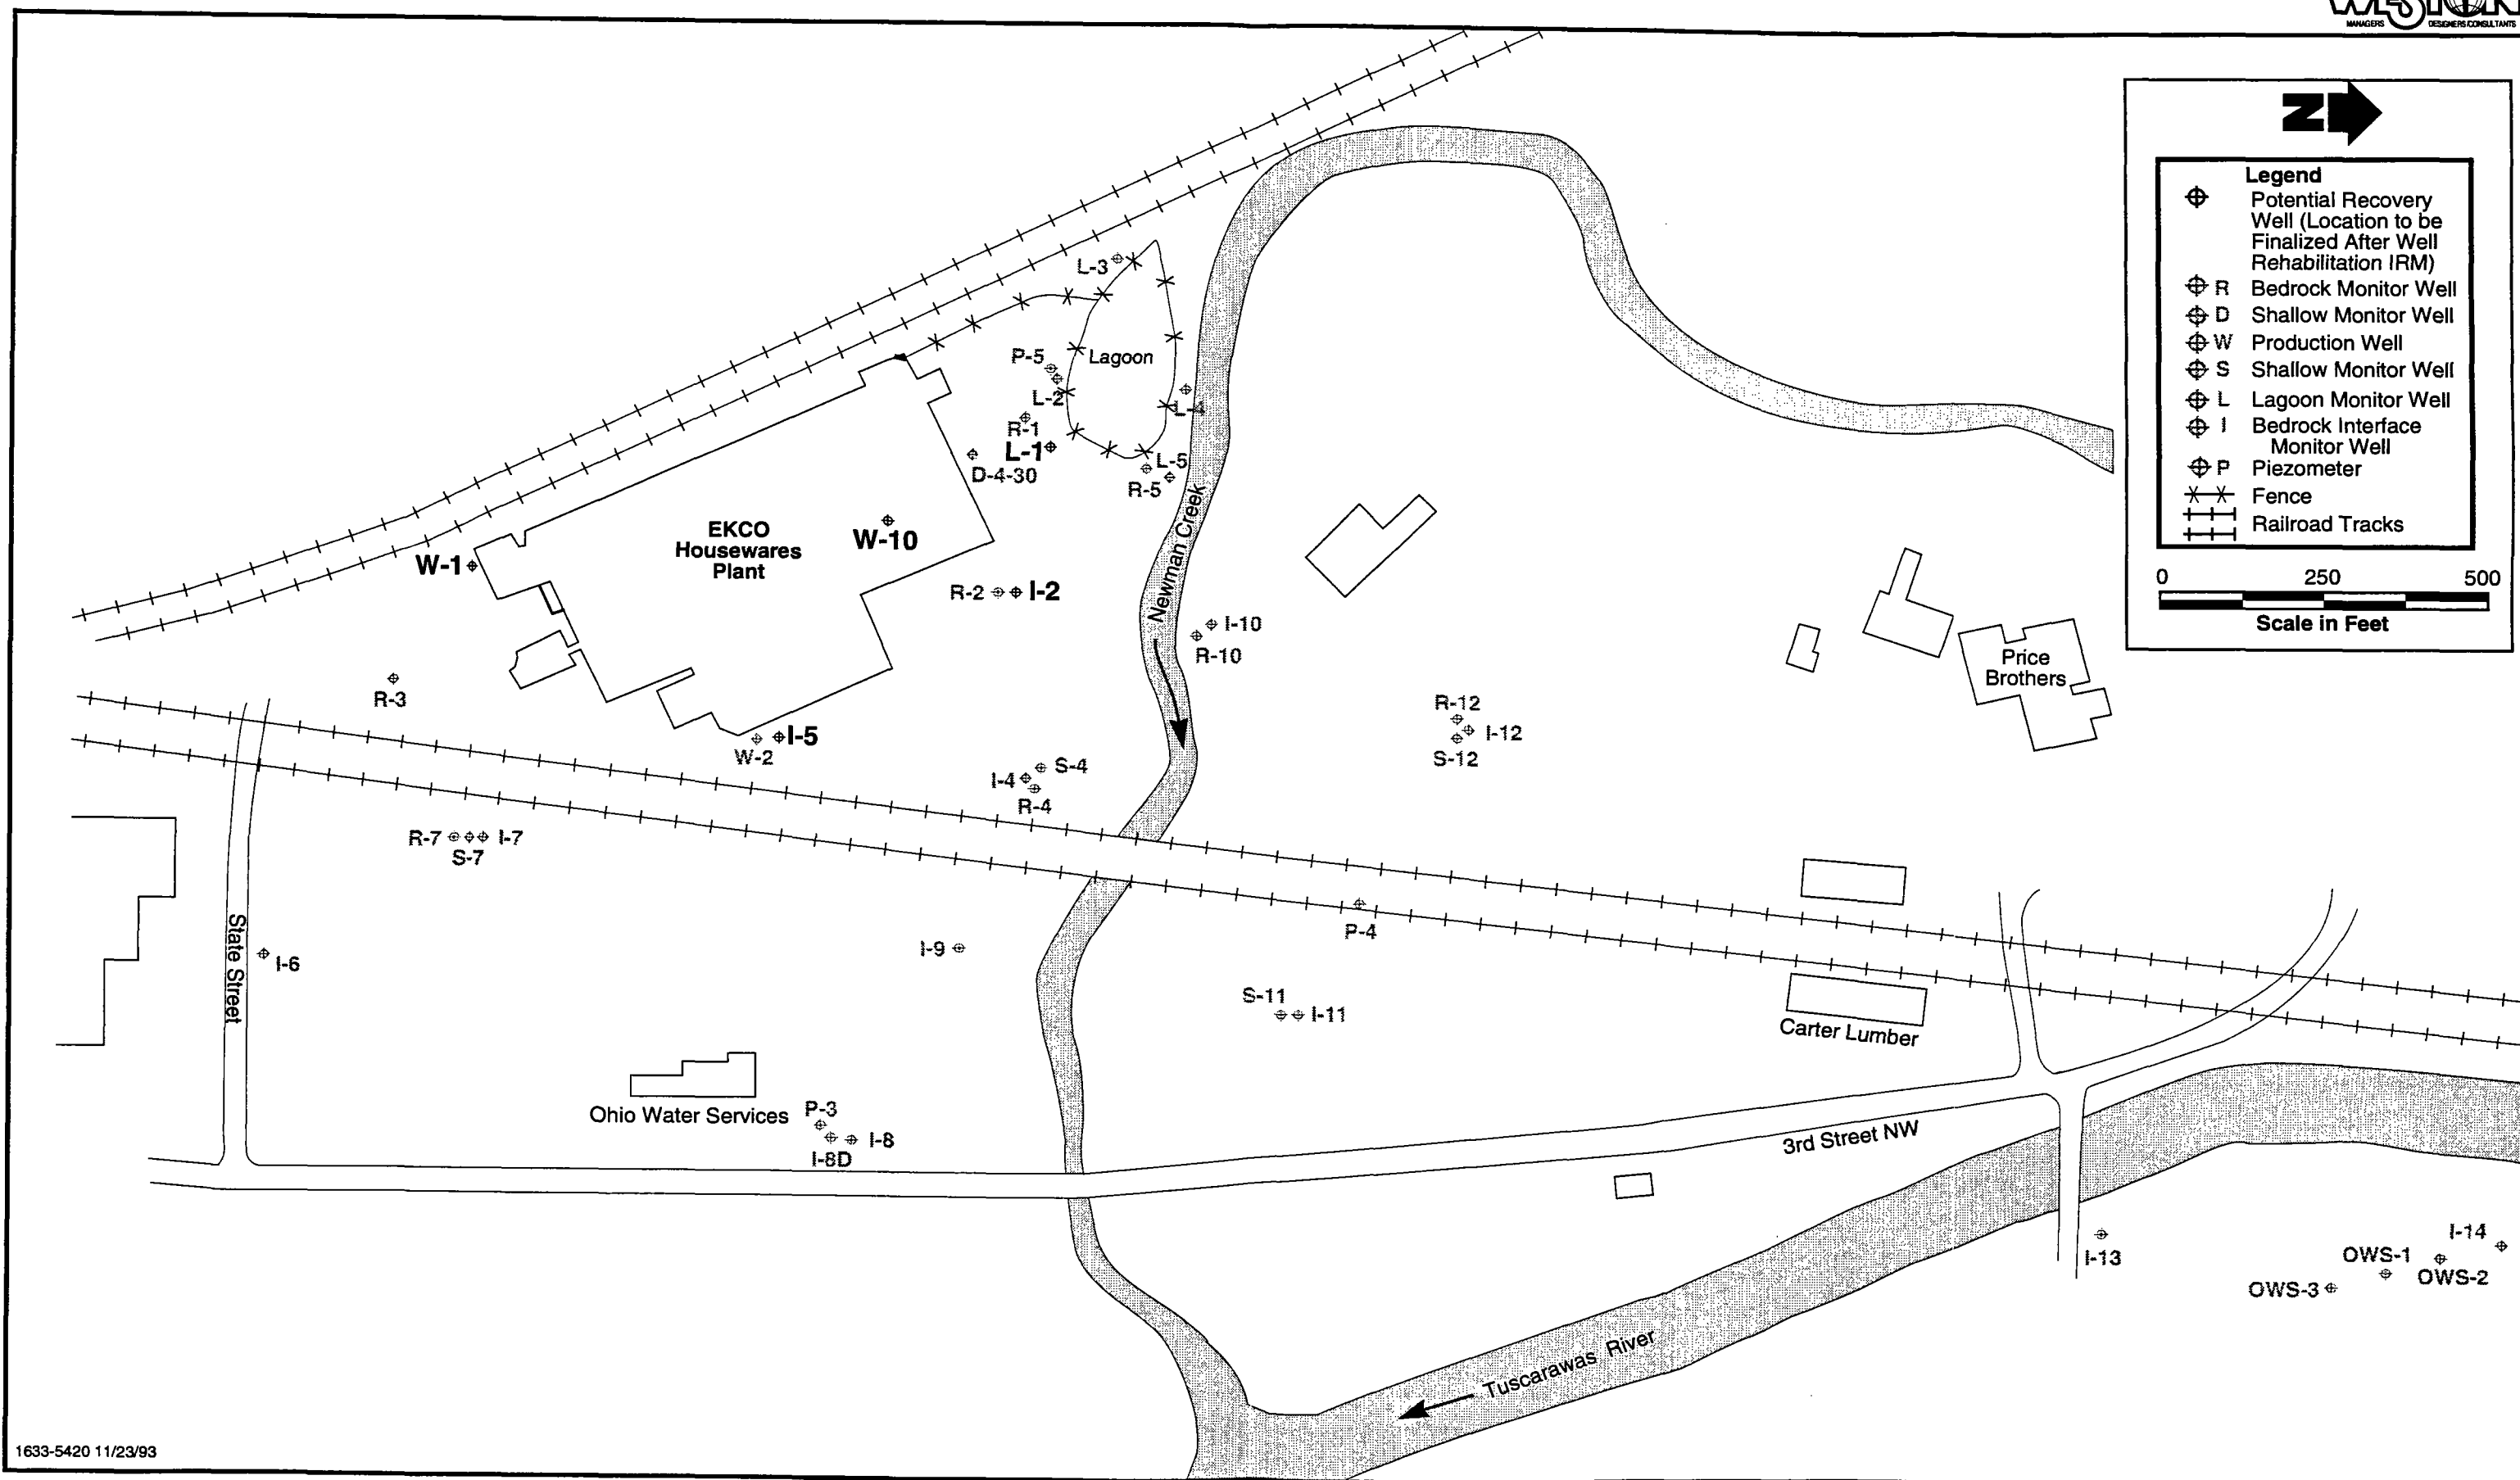 WESTON
MANAGERS DESIGNERS/CONSULTANTS
N
Legend
Potential Recovery
Well (Location to be
Finalized After Well
Rehabilitation IRM)
R Bedrock Monitor Well
D Shallow Monitor Well
W Production Well
S Shallow Monitor Well
L Lagoon Monitor Well
I Bedrock Interface
Monitor Well
P Piezometer
Fence
Railroad Tracks
0 250 500
Scale in Feet
L-3
P-5
Lagoon
L-2
L-4
R-1
L-1
L-5
D-4-30
R-5
Newman Creek
EKCO
Housewares
Plant
W-10
W-1
R-2
I-2
I-10
R-10
Price
Brothers
R-3
R-12
I-12
S-12
I-5
W-2
S-4
I-4
R-4
R-7
I-7
S-7
P-4
State Street
I-6
I-9
S-11
I-11
Carter Lumber
Ohio Water Services
P-3
I-8
I-8D
3rd Street NW
I-13
I-14
OWS-1
OWS-2
OWS-3
Tuscarawas River
1633-5420 11/23/93